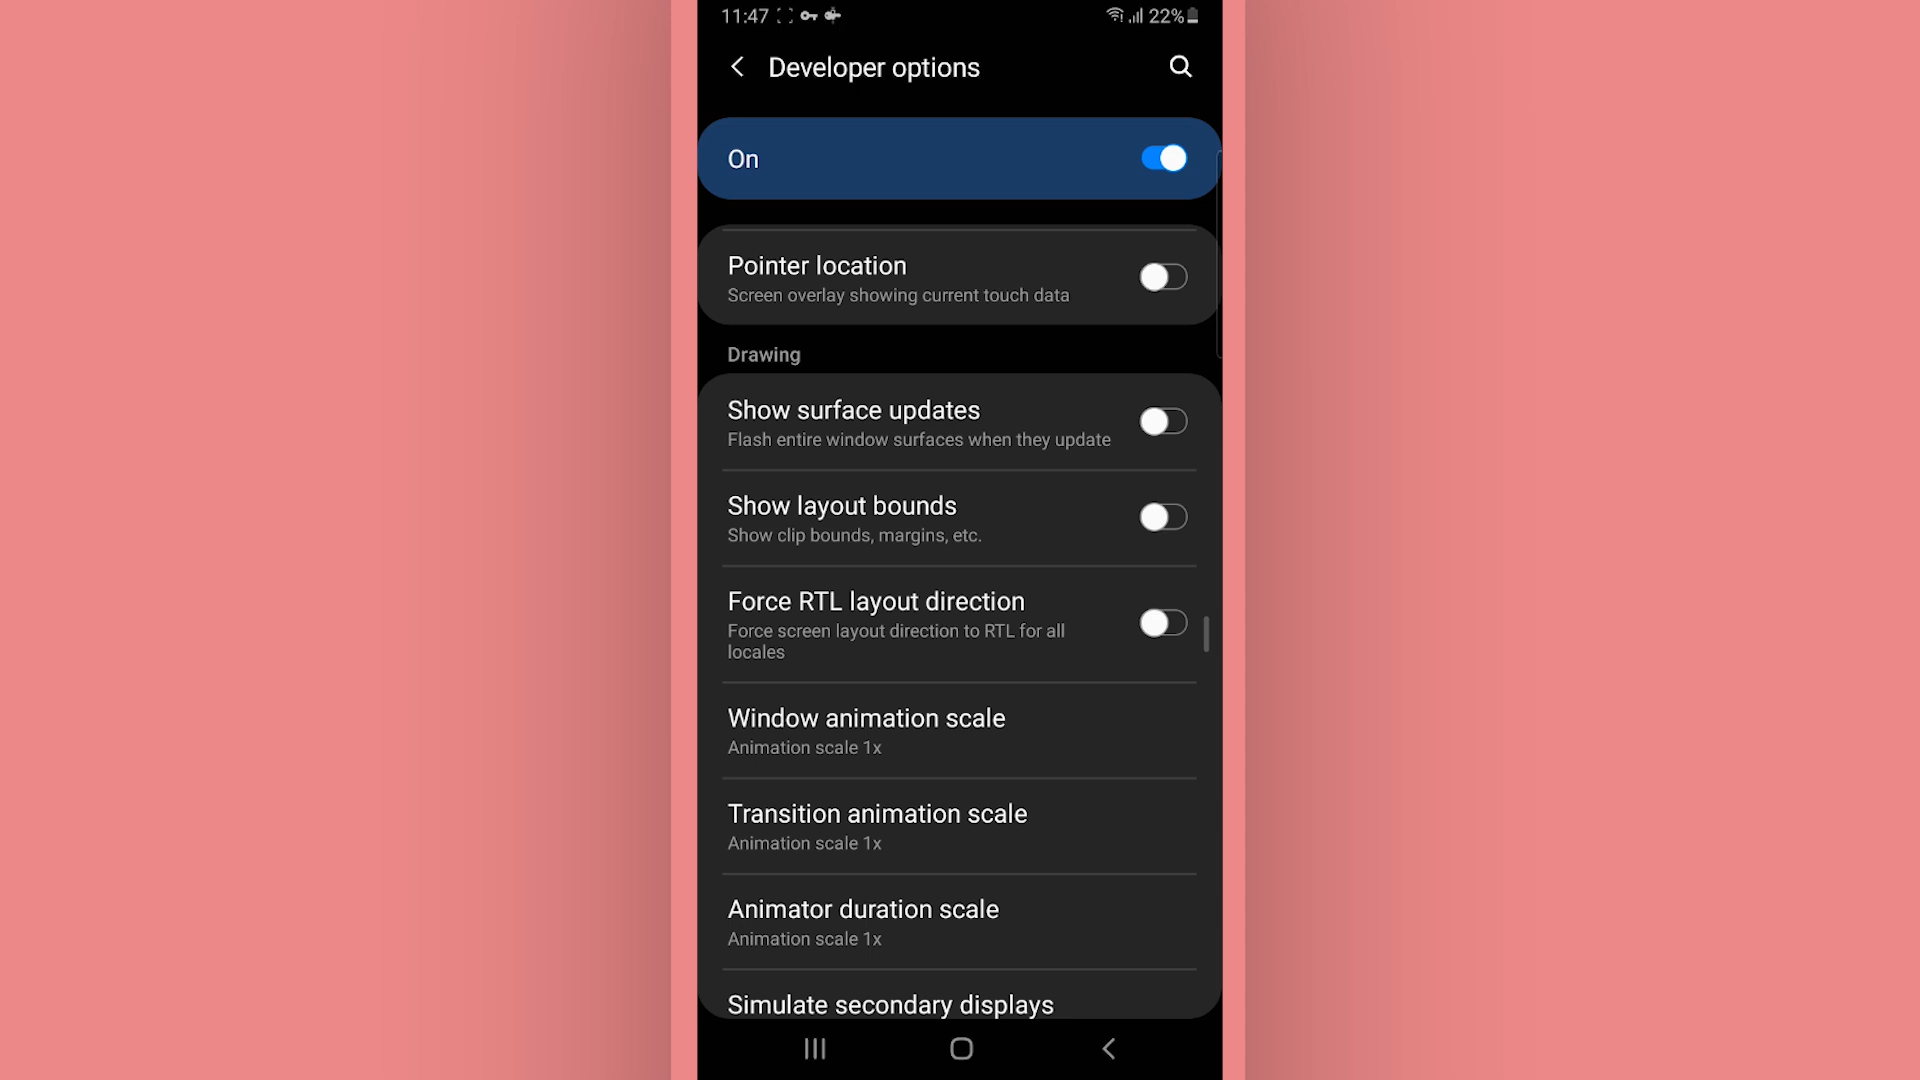 11:47 22%
Developer options
On
Pointer location
Screen overlay showing current touch data
Drawing
Show surface updates
Flash entire window surfaces when they update
Show layout bounds
Show clip bounds, margins, etc.
Force RTL layout direction
Force screen layout direction to RTL for all
locales
Window animation scale
Animation scale 1x
Transition animation scale
Animation scale 1x
Animator duration scale
Animation scale 1x
Simulate secondary displays